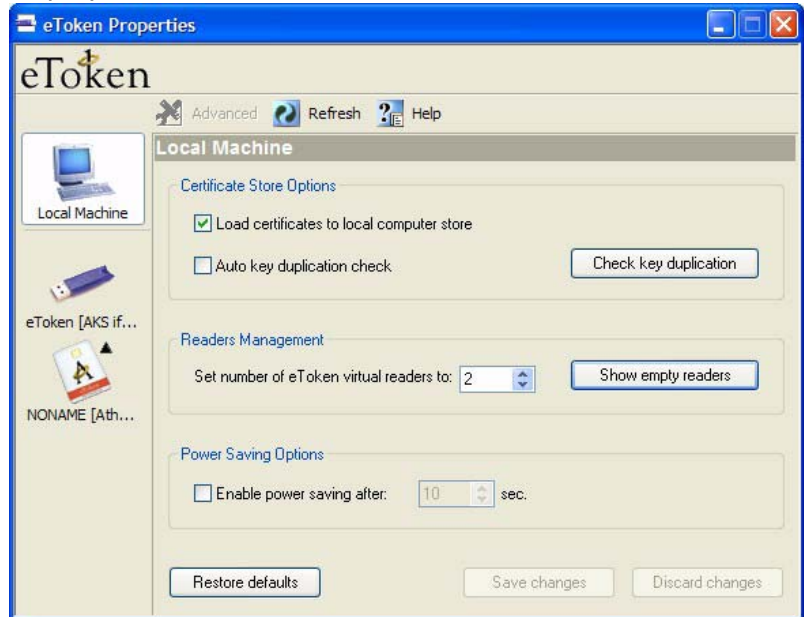 eToken Properties
eToken
Advanced Refresh Help
Local Machine
Local Machine
Certificate Store Options
Load certificates to local computer store
Auto key duplication check
Check key duplication
eToken [AKS if...
Readers Management
Set number of eToken virtual readers to: 2
Show empty readers
NONAME [Ath...
Power Saving Options
Enable power saving after: 10 sec.
Restore defaults
Save changes
Discard changes